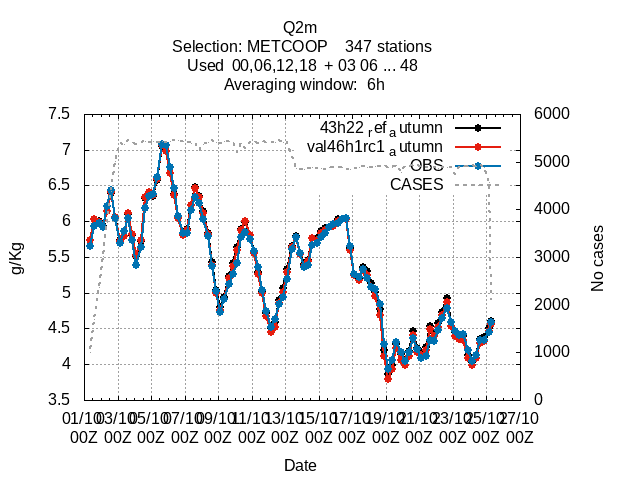 Q2m
Selection: METCOOP 347 stations
Used 00,06,12,18 + 03 06 ... 48
Averaging window: 6h
43h22_ref_autumn
val46h1rc1_autumn
OBS
CASES
7.5
7
6.5
6
5.5
5
4.5
4
3.5
6000
5000
4000
3000
2000
1000
0
g/Kg
No cases
01/10 03/10 05/10 07/10 09/10 11/10 13/10 15/10 17/10 19/10 21/10 23/10 25/10 27/10
00Z 00Z 00Z 00Z 00Z 00Z 00Z 00Z 00Z 00Z 00Z 00Z 00Z 00Z
Date